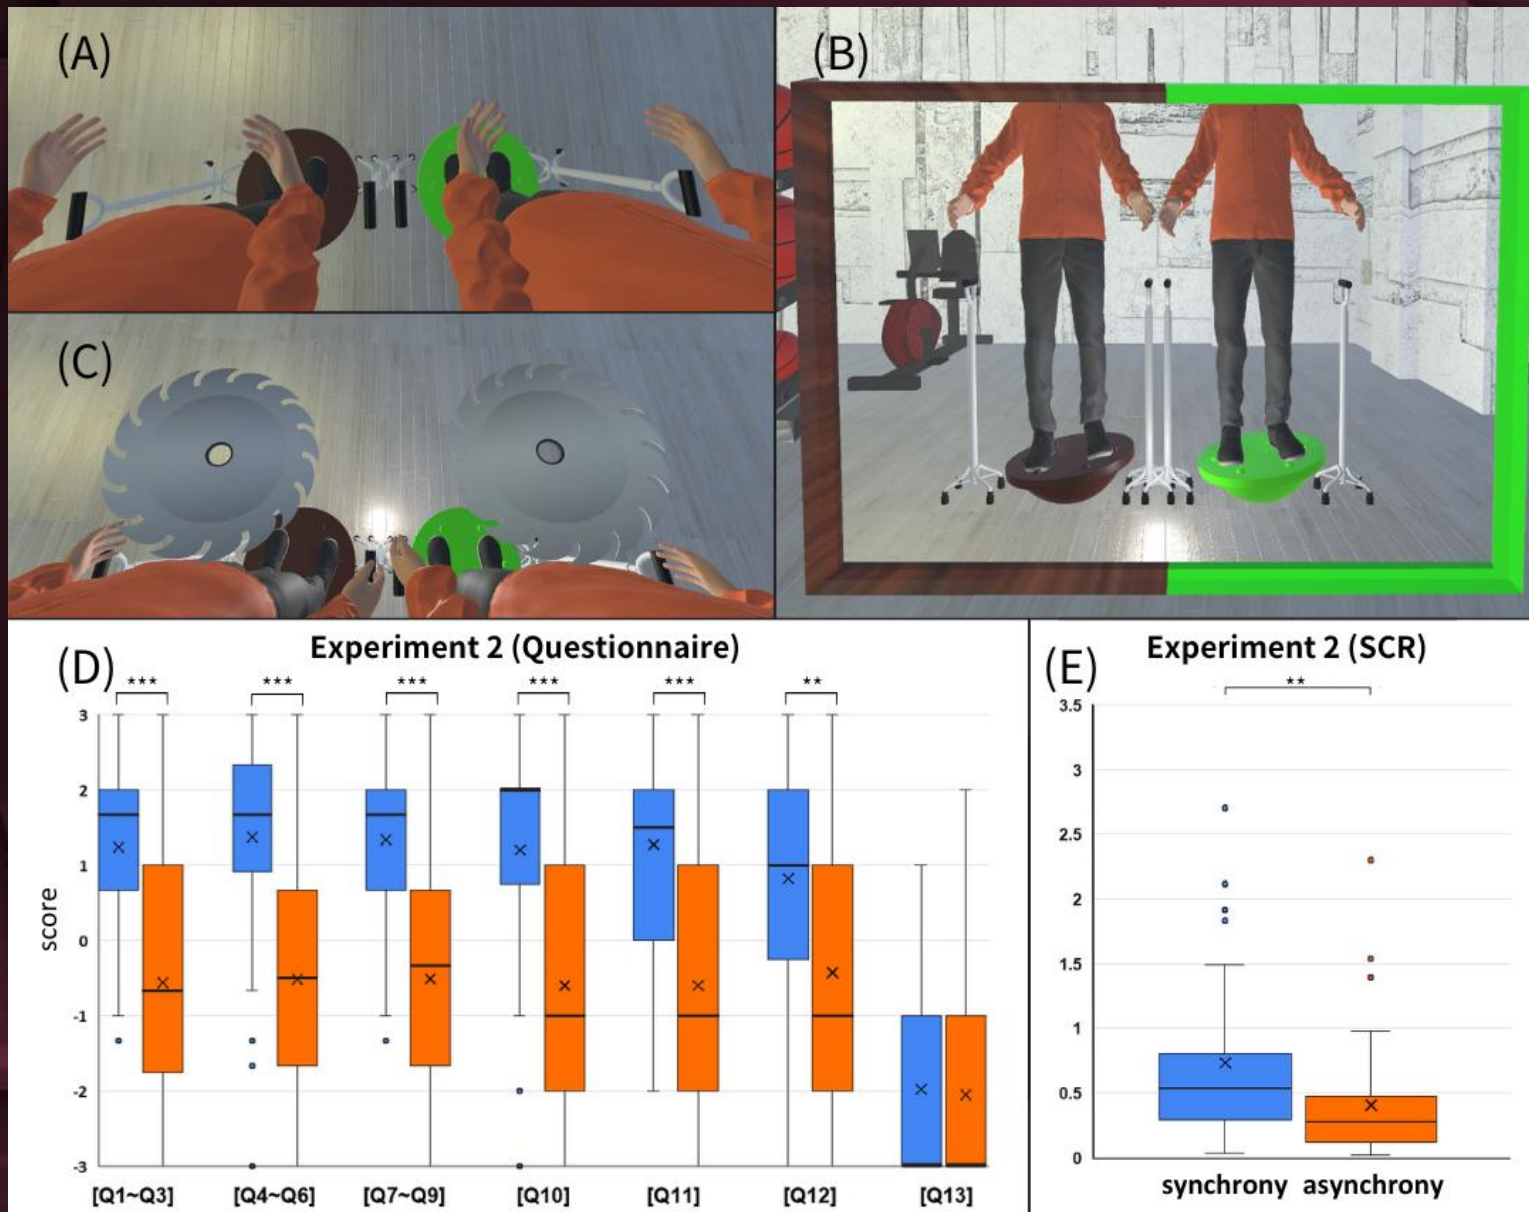 (A)
(B)
(C)
(D)
Experiment 2 (Questionnaire)
***
***
***
***
***
**
3
2
1
0
-1
-2
-3
score
[Q1~Q3]
[Q4~Q6]
[Q7~Q9]
[Q10]
[Q11]
[Q12]
[Q13]
(E)
Experiment 2 (SCR)
**
3.5
3
2.5
2
1.5
1
0.5
0
synchrony asynchrony